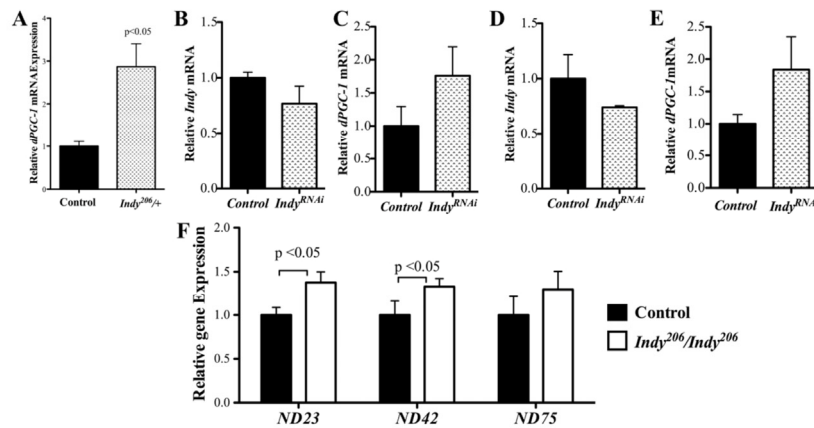 A
p<0.05
Relative dPGC-1 mRNAExpression
4
3
2
1
0
Control
Indy206/+
B
Relative Indy mRNA
1.5
1.0
0.5
0.0
Control
IndyRNAi
C
Relative dPGC-1 mRNA
2.5
2.0
1.5
1.0
0.5
0.0
Control
IndyRNAi
D
Relative Indy mRNA
1.5
1.0
0.5
0.0
Control
IndyRNAi
E
Relative dPGC-1 mRNA
2.5
2.0
1.5
1.0
0.5
0.0
Control
IndyRNAi
F
Relative gene Expression
2.0
1.5
1.0
0.5
0.0
p <0.05
p <0.05
ND23
ND42
ND75
Control
Indy206/Indy206